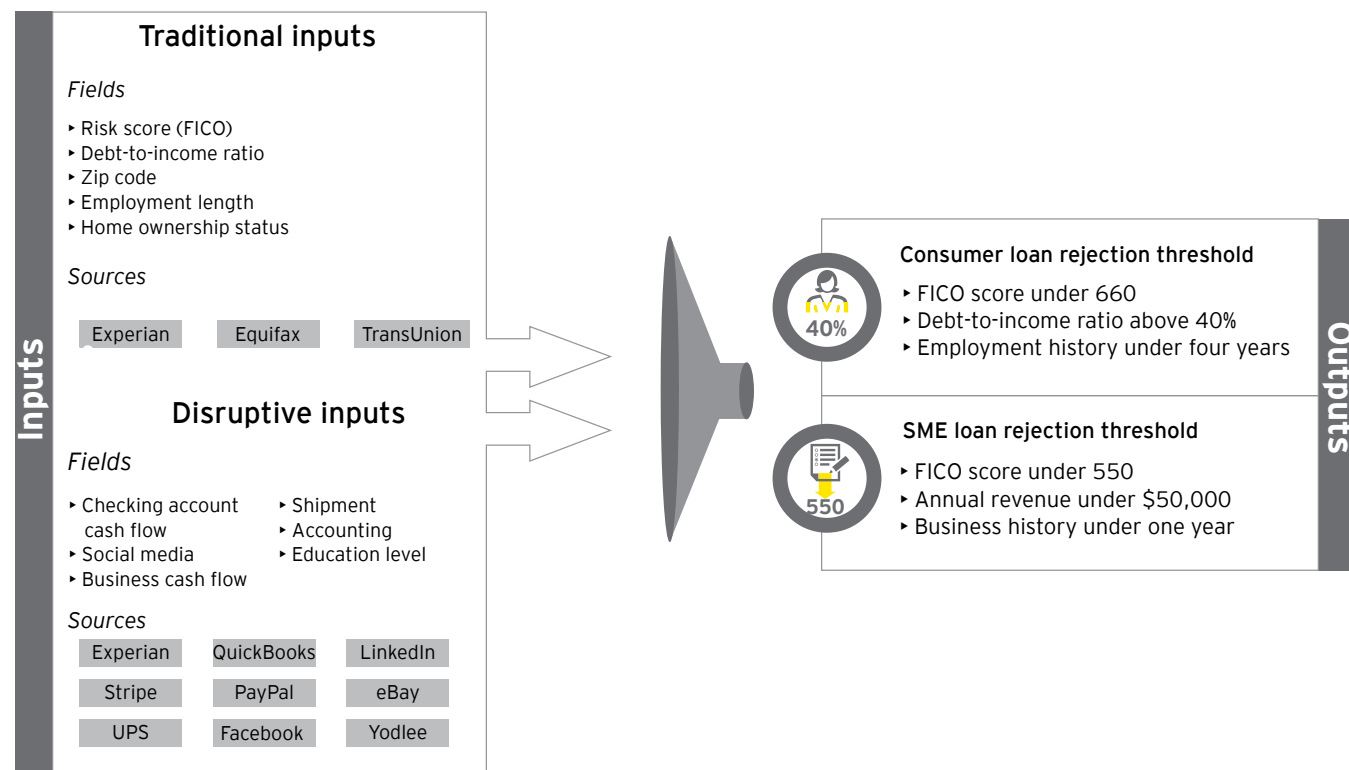 Inputs
Traditional inputs
Fields
‣ Risk score (FICO)
‣ Debt-to-income ratio
‣ Zip code
‣ Employment length
‣ Home ownership status
Sources
Experian
Equifax
TransUnion
Disruptive inputs
Fields
‣ Checking account
cash flow
‣ Social media
‣ Business cash flow
‣ Shipment
‣ Accounting
‣ Education level
Sources
Experian
QuickBooks
LinkedIn
Stripe
PayPal
eBay
UPS
Facebook
Yodlee
40%
Consumer loan rejection threshold
‣ FICO score under 660
‣ Debt-to-income ratio above 40%
‣ Employment history under four years
550
SME loan rejection threshold
‣ FICO score under 550
‣ Annual revenue under $50,000
‣ Business history under one year
Outputs